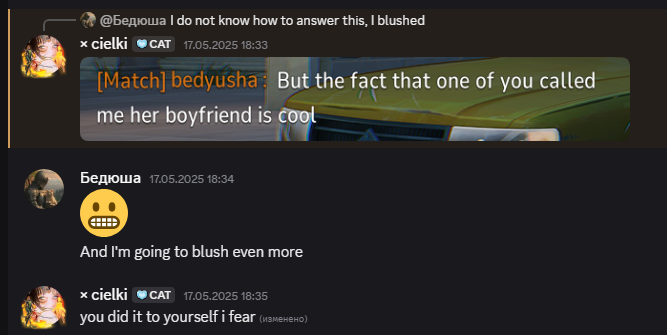 @Бедюша I do not know how to answer this, I blushed
× cielki CAT 17.05.2025 18:33
[Match] bedyusha : But the fact that one of you called
me her boyfriend is cool
Бедюша 17.05.2025 18:34
And I'm going to blush even more
× cielki CAT 17.05.2025 18:35
you did it to yourself i fear (изменено)